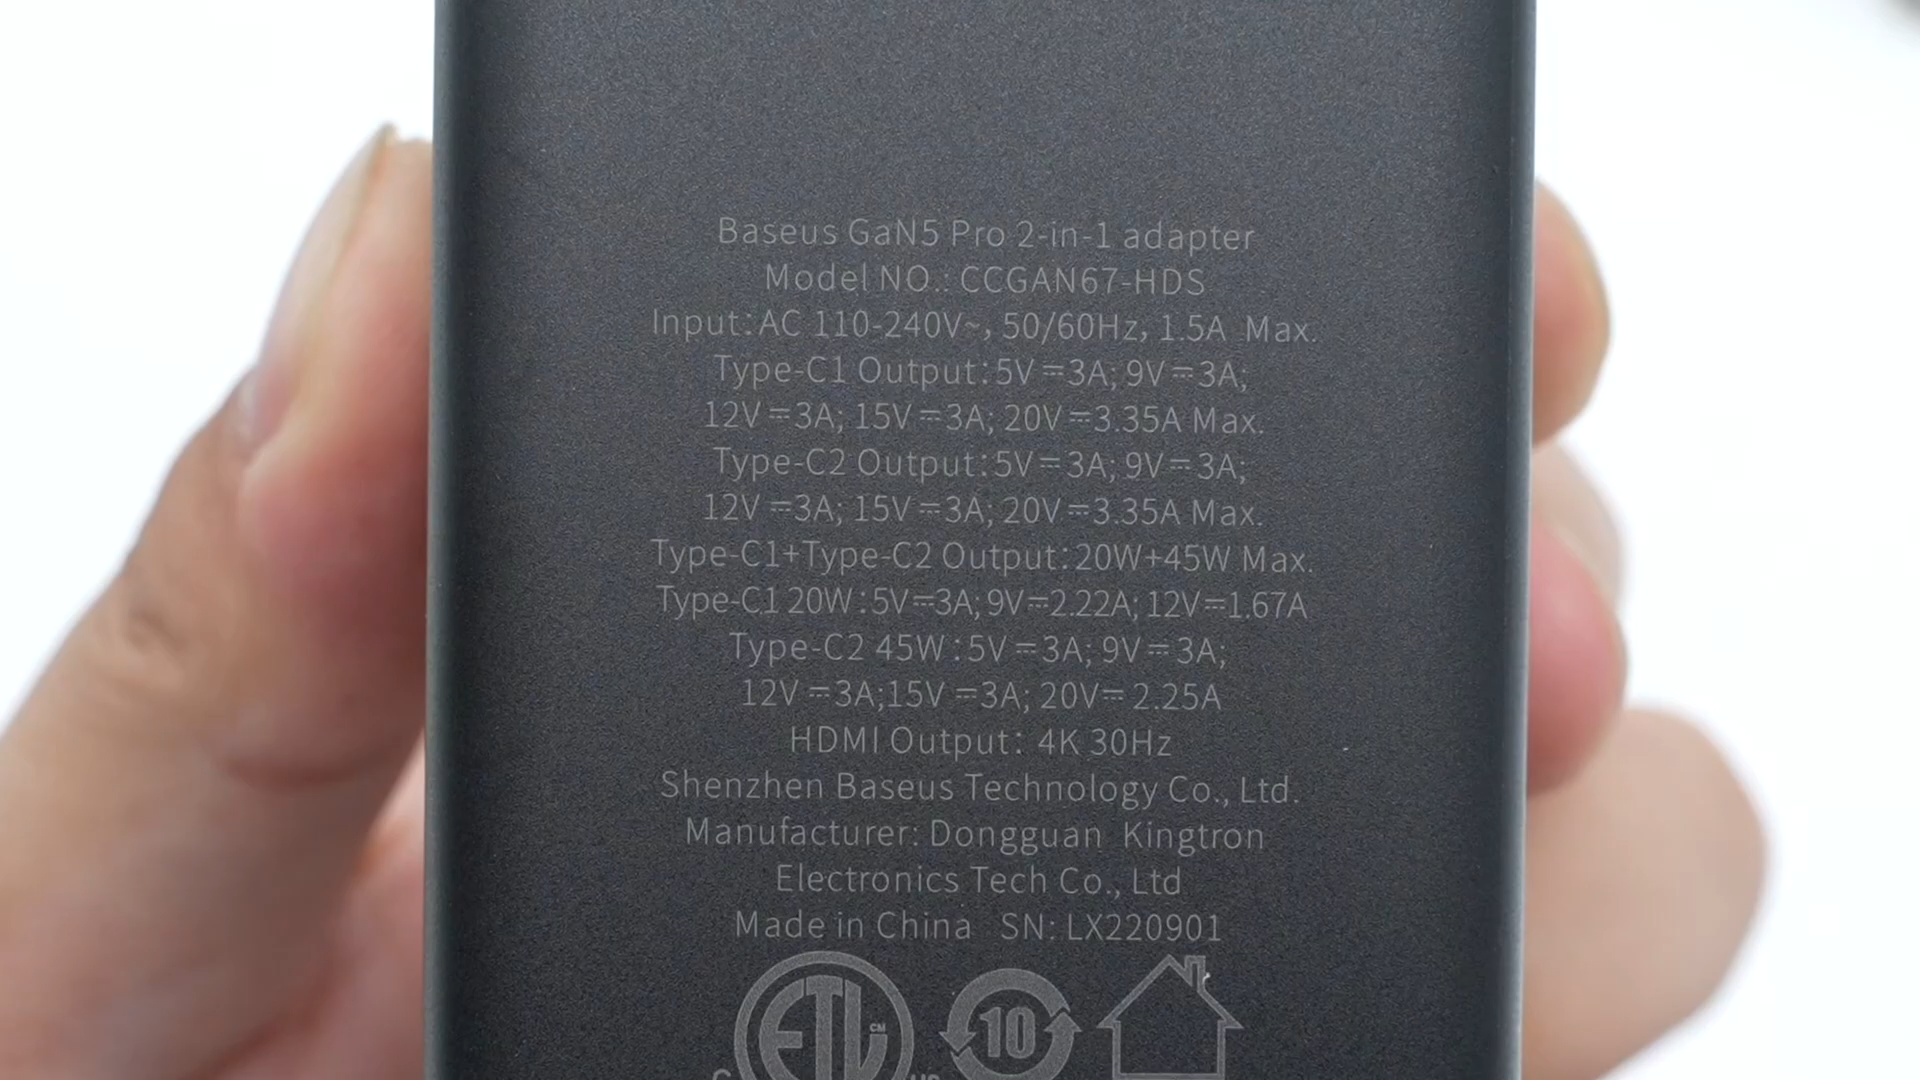 Baseus GaN5 Pro 2-in-1 adapter
Model NO.: CCGAN67-HDS
Input:AC 110-240V~, 50/60Hz, 1.5A Max.
Type-C1 Output:5V⎓3A; 9V⎓3A;
12V⎓3A; 15V⎓3A; 20V⎓3.35A Max.
Type-C2 Output:5V⎓3A; 9V⎓3A;
12V⎓3A; 15V⎓3A; 20V⎓3.35A Max.
Type-C1+Type-C2 Output:20W+45W Max.
Type-C1 20W:5V⎓3A; 9V⎓2.22A; 12V⎓1.67A
Type-C2 45W:5V⎓3A; 9V⎓3A;
12V⎓3A;15V⎓3A; 20V⎓2.25A
HDMI Output: 4K 30Hz
Shenzhen Baseus Technology Co., Ltd.
Manufacturer: Dongguan Kingtron
Electronics Tech Co., Ltd
Made in China SN: LX220901
ETL CM 10